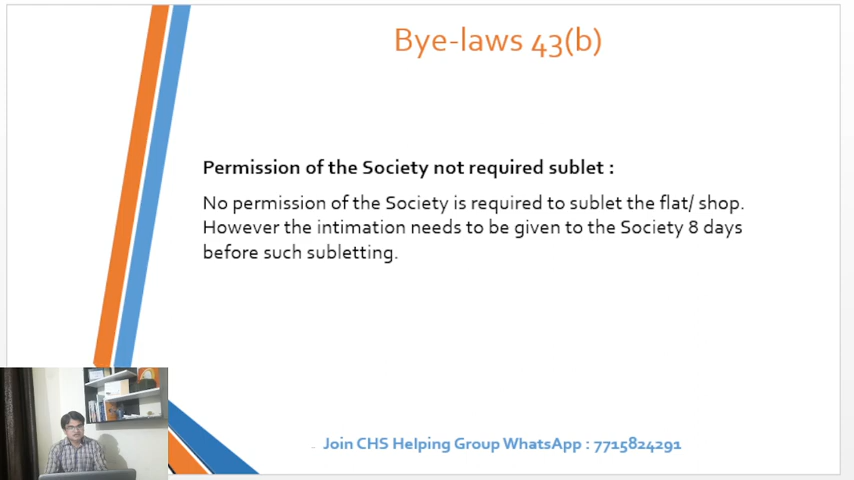 Bye-laws 43(b)
Permission of the Society not required sublet :
No permission of the Society is required to sublet the flat/ shop.
However the intimation needs to be given to the Society 8 days
before such subletting.
Join CHS Helping Group WhatsApp : 7715824291